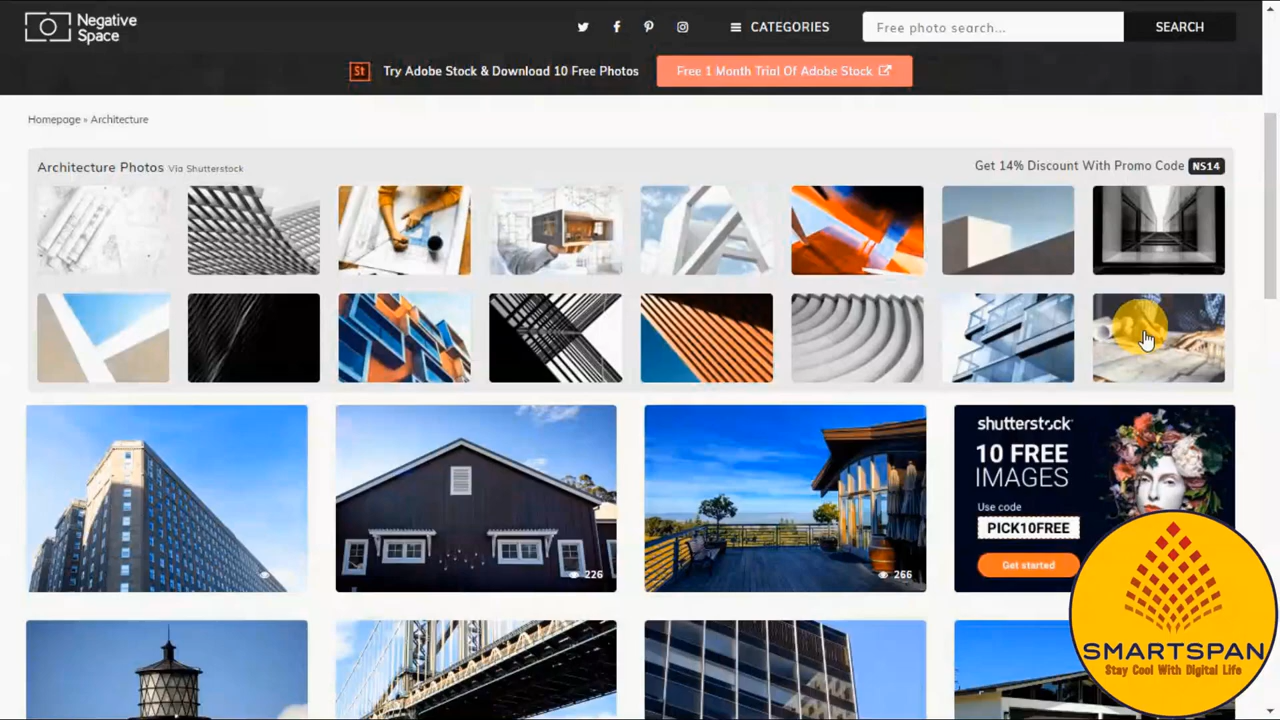 Negative
Space
CATEGORIES
Free photo search...
SEARCH
St
Try Adobe Stock & Download 10 Free Photos
Free 1 Month Trial Of Adobe Stock
Homepage » Architecture
Architecture Photos Via Shutterstock
Get 14% Discount With Promo Code NS14
shutterstock
10 FREE
IMAGES
Use code
PICK10FREE
Get started
226
266
SMARTSPAN
Stay Cool With Digital Life